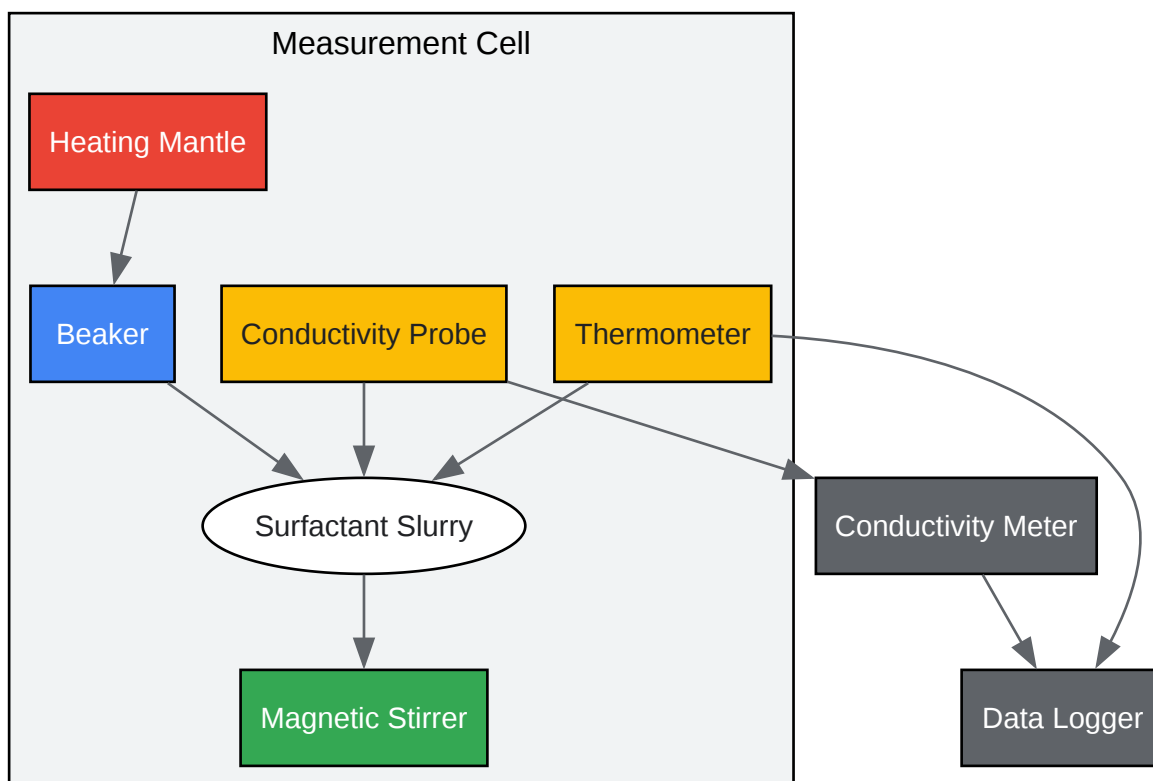 Measurement Cell
Heating Mantle
Beaker
Conductivity Probe
Thermometer
Surfactant Slurry
Conductivity Meter
Magnetic Stirrer
Data Logger